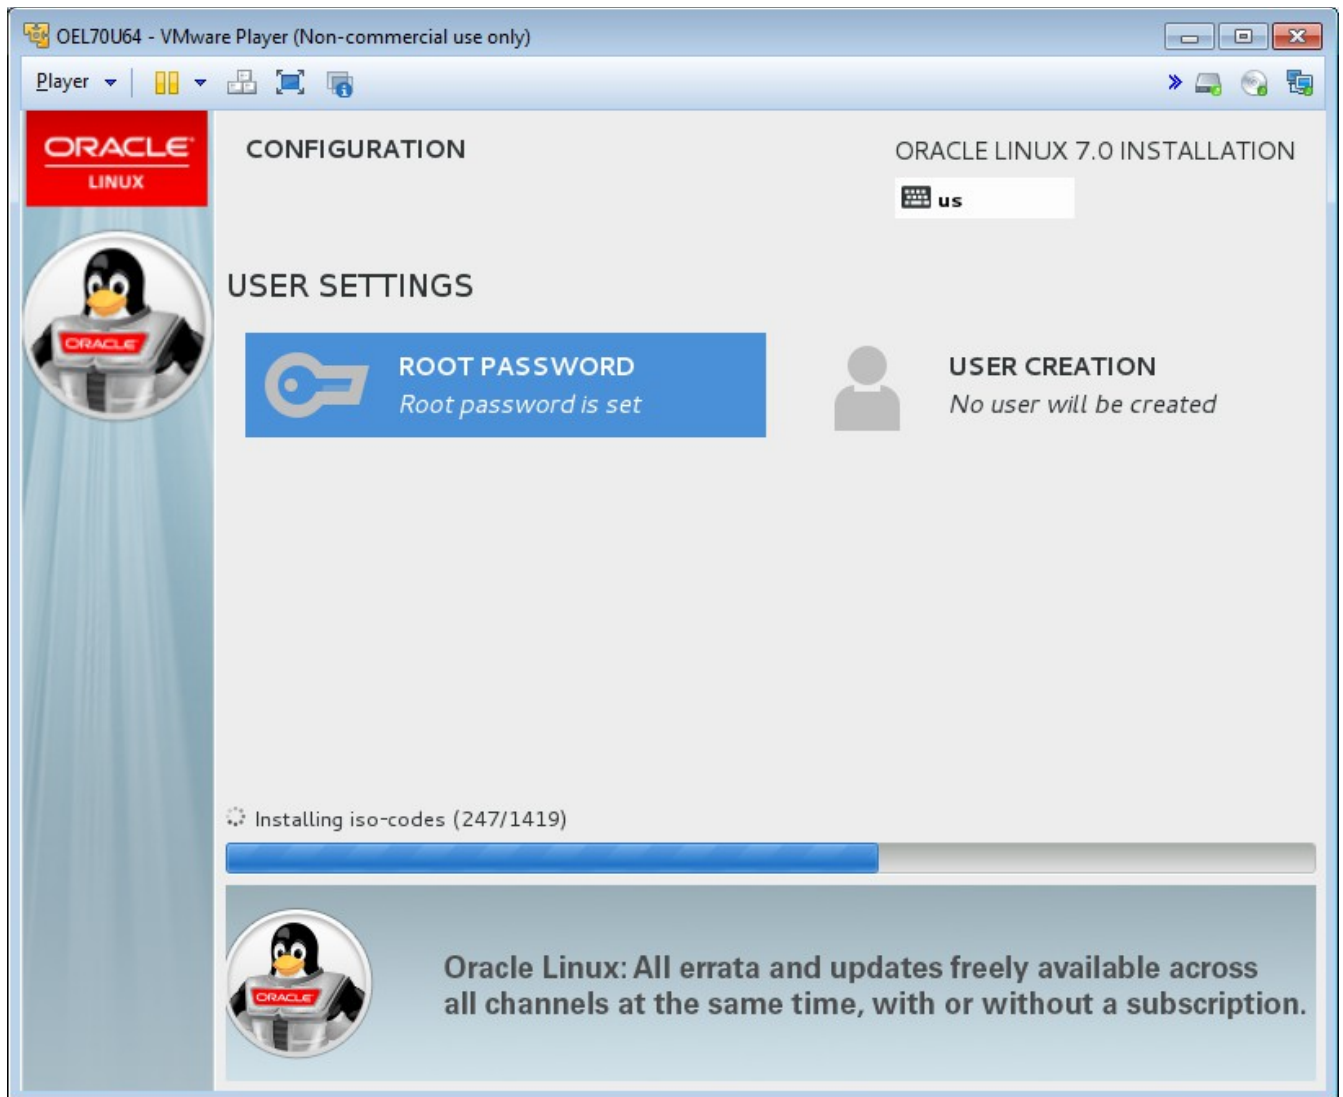 OEL70U64 - VMware Player (Non-commercial use only)
Player
ORACLE
LINUX
CONFIGURATION
ORACLE LINUX 7.0 INSTALLATION
us
ORACLE
USER SETTINGS
ROOT PASSWORD
Root password is set
USER CREATION
No user will be created
Installing iso-codes (247/1419)
ORACLE
Oracle Linux: All errata and updates freely available across
all channels at the same time, with or without a subscription.